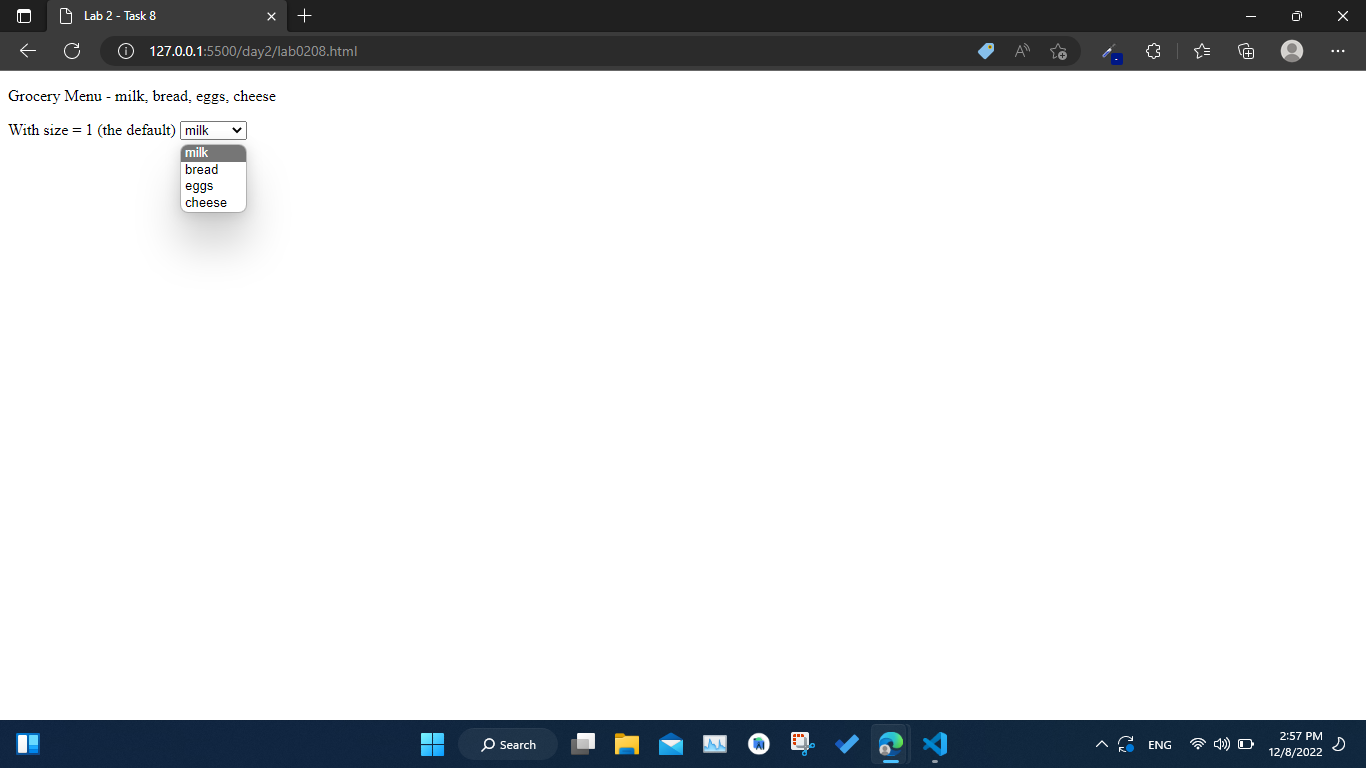 Lab 2 - Task 8
127.0.0.1:5500/day2/lab0208.html
Grocery Menu - milk, bread, eggs, cheese
With size = 1 (the default) milk
milk
bread
eggs
cheese
Search
ENG
2:57 PM
12/8/2022